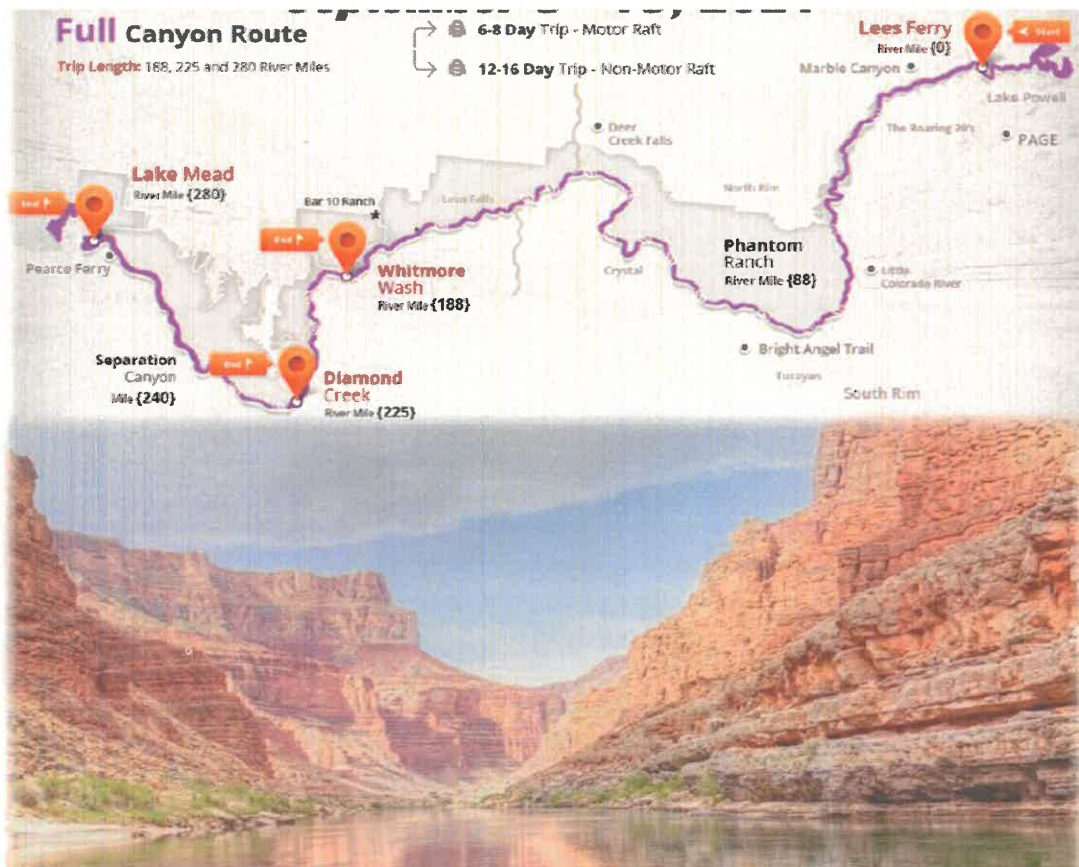 Full Canyon Route
Trip Length: 188, 225 and 280 River Miles
6-8 Day Trip - Motor Raft
12-16 Day Trip - Non-Motor Raft
Lees Ferry
River Mile {0}
Start
Marble Canyon
Lake Powell
The Roaring 20's
PAGE
Deer
Creek Falls
Lake Mead
River Mile {280}
End
Pearce Ferry
Bar 10 Ranch
Lava Falls
North Rim
End
Whitmore
Wash
River Mile {188}
Crystal
Phantom
Ranch
River Mile {88}
Little
Colorado River
Separation
Canyon
Mile {240}
End
Diamond
Creek
River Mile {225}
Bright Angel Trail
Tusayan
South Rim